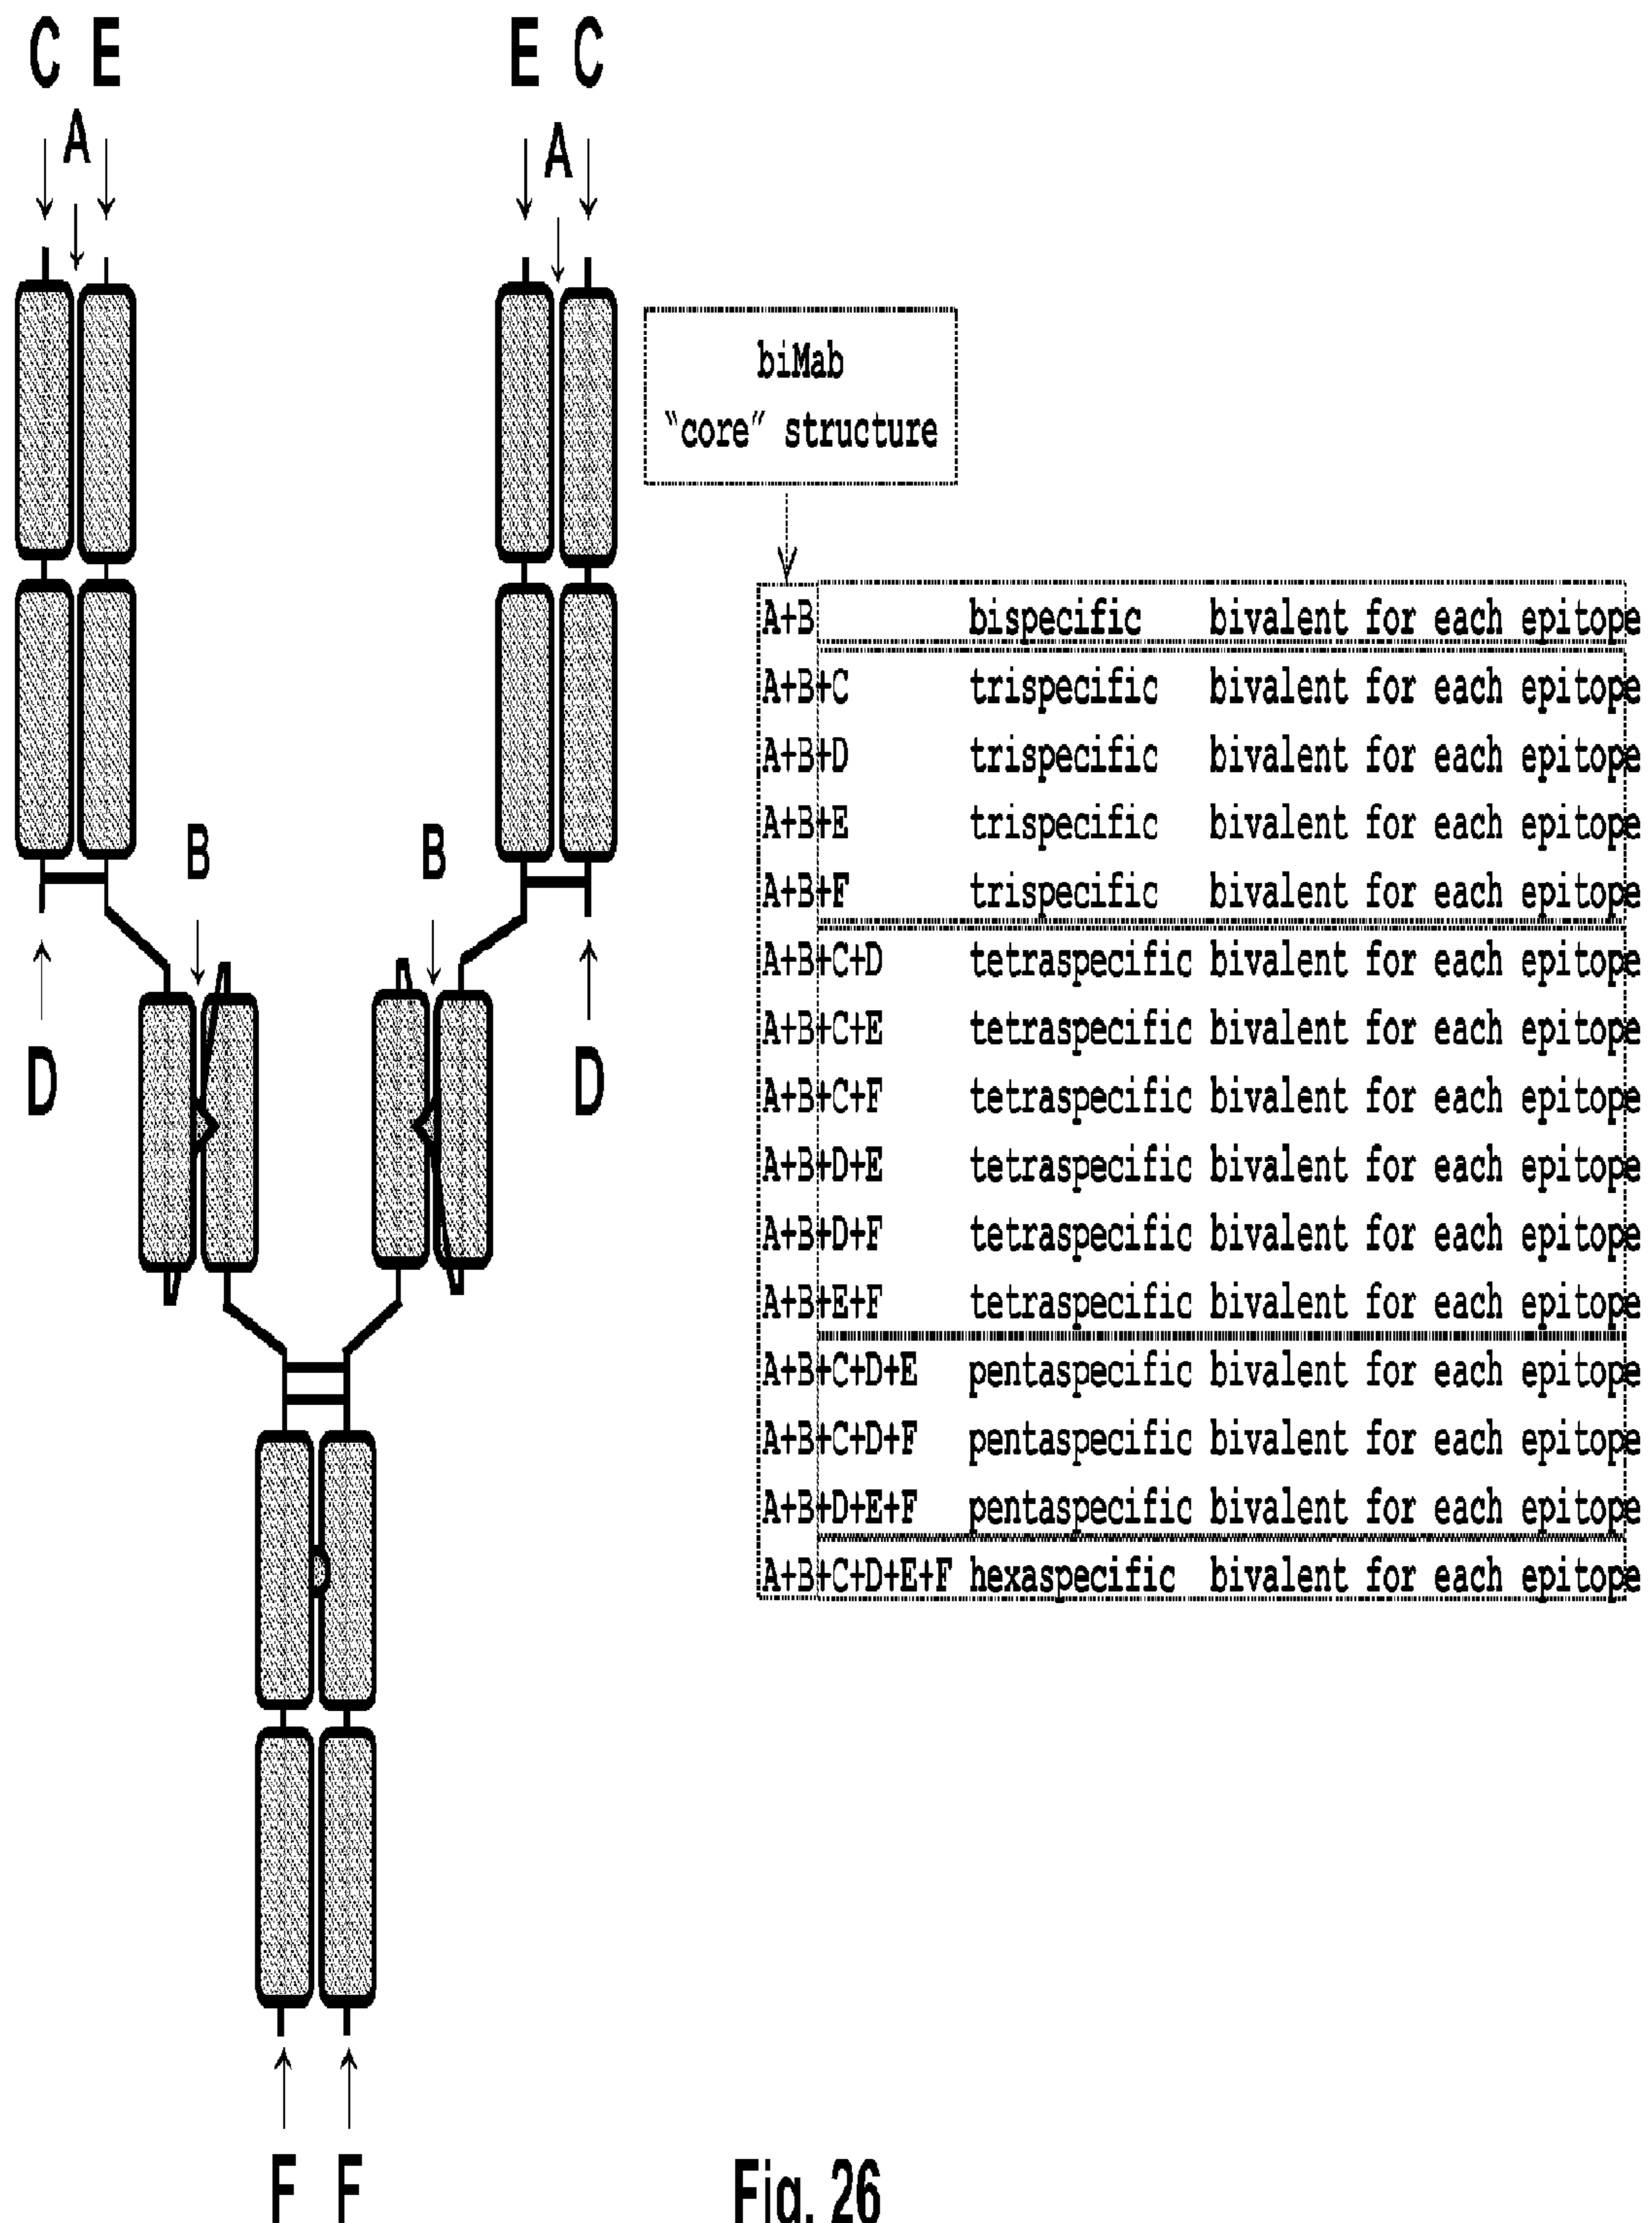 C E E C
A A
biMab
“core” structure
A+B bispecific bivalent for each epitope
A+B+C trispecific bivalent for each epitope
A+B+D trispecific bivalent for each epitope
A+B+E trispecific bivalent for each epitope
A+B+F trispecific bivalent for each epitope
A+B+C+D tetraspecific bivalent for each epitope
A+B+C+E tetraspecific bivalent for each epitope
A+B+C+F tetraspecific bivalent for each epitope
A+B+D+E tetraspecific bivalent for each epitope
A+B+D+F tetraspecific bivalent for each epitope
A+B+E+F tetraspecific bivalent for each epitope
A+B+C+D+E pentaspecific bivalent for each epitope
A+B+C+D+F pentaspecific bivalent for each epitope
A+B+D+E+F pentaspecific bivalent for each epitope
A+B+C+D+E+F hexaspecific bivalent for each epitope
B B
D D
F F
Fig. 26